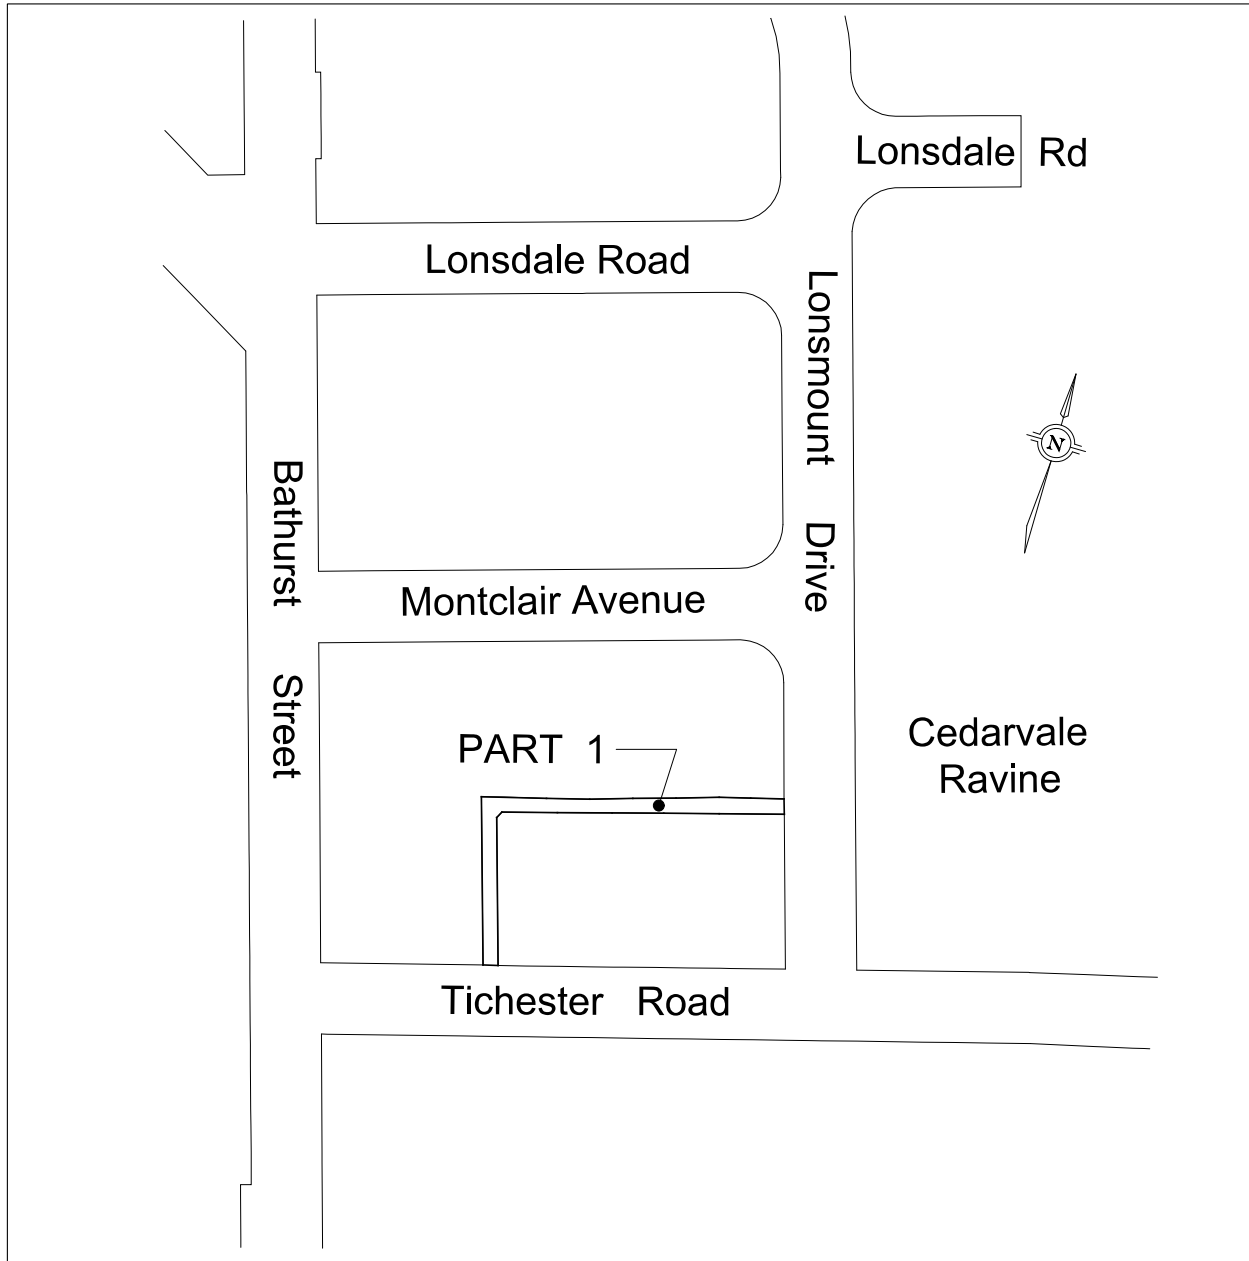 Lonsdale Rd
Lonsdale Road
Lonsmount Drive
N
Bathurst Street
Montclair Avenue
PART 1
Cedarvale
Ravine
Tichester Road